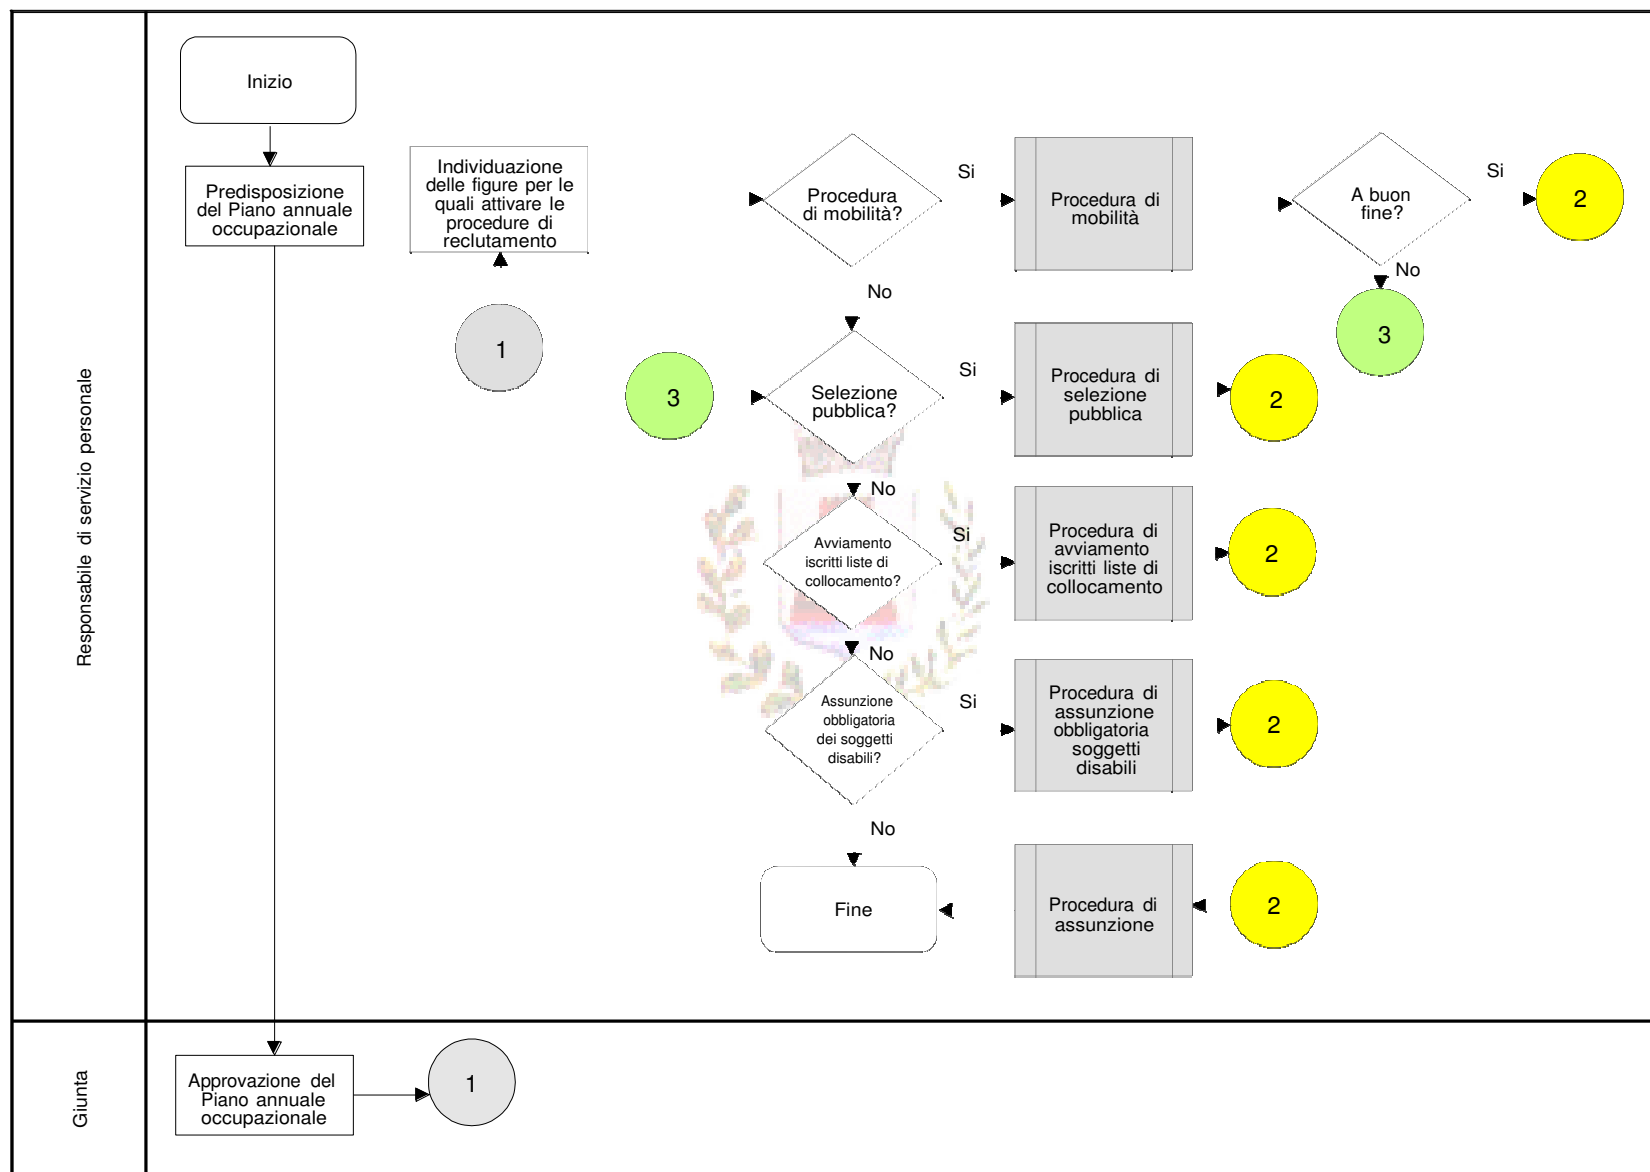 Responsabile di servizio personale
Inizio
Predisposizione
del Piano annuale
occupazionale
Individuazione
delle figure per le
quali attivare le
procedure di
reclutamento
1
Procedura
di mobilità?
Si
Procedura di
mobilità
A buon
fine?
Si
2
No
3
No
3
Selezione
pubblica?
Si
Procedura di
selezione
pubblica
2
No
Avviamento
iscritti liste di
collocamento?
Si
Procedura di
avviamento
iscritti liste di
collocamento
2
No
Assunzione
obbligatoria
dei soggetti
disabili?
Si
Procedura di
assunzione
obbligatoria
soggetti
disabili
2
No
Fine
Procedura di
assunzione
2
Giunta
Approvazione del
Piano annuale
occupazionale
1